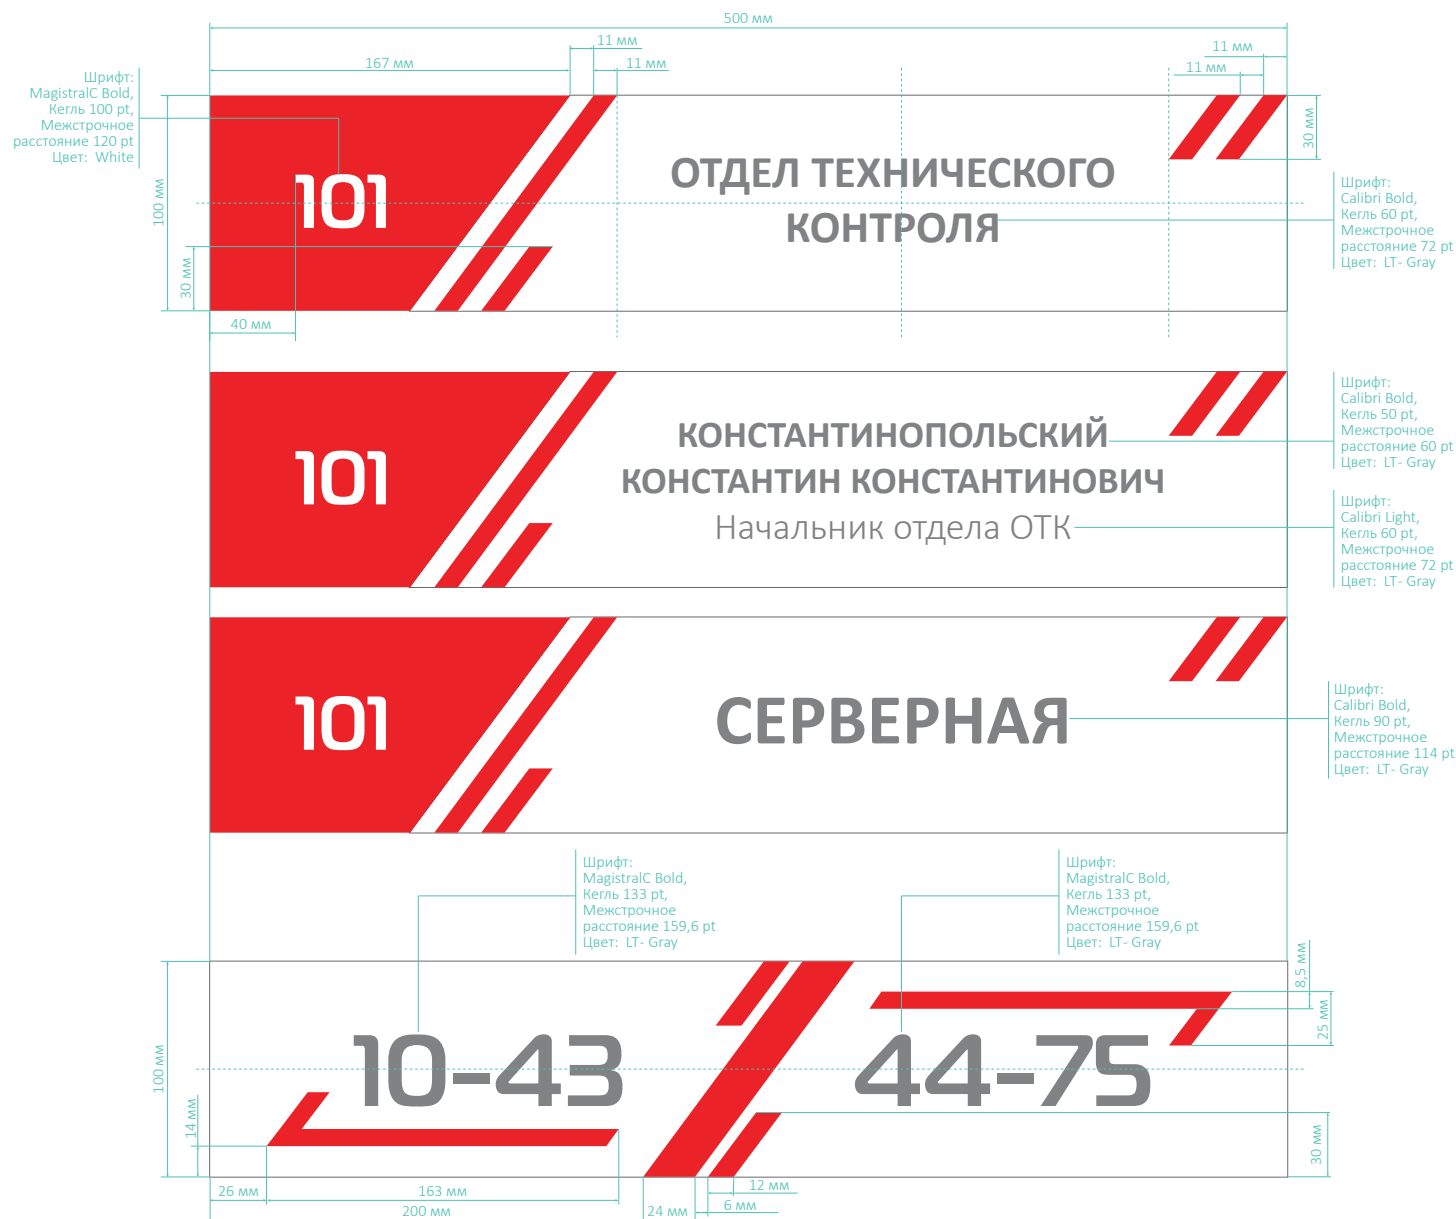 500 мм
11 мм
11 мм
167 мм
11 мм
11 мм
Шрифт:
MagistralC Bold,
Кегль 100 pt,
Межстрочное
расстояние 120 pt
Цвет: White
100 мм
30 мм
40 мм
101
ОТДЕЛ ТЕХНИЧЕСКОГО
КОНТРОЛЯ
30 мм
Шрифт:
Calibri Bold,
Кегль 60 pt,
Межстрочное
расстояние 72 pt
Цвет: LT- Gray
101
КОНСТАНТИНОПОЛЬСКИЙ
КОНСТАНТИН КОНСТАНТИНОВИЧ
Начальник отдела ОТК
Шрифт:
Calibri Bold,
Кегль 50 pt,
Межстрочное
расстояние 60 pt
Цвет: LT- Gray
Шрифт:
Calibri Light,
Кегль 60 pt,
Межстрочное
расстояние 72 pt
Цвет: LT- Gray
101
СЕРВЕРНАЯ
Шрифт:
Calibri Bold,
Кегль 90 pt,
Межстрочное
расстояние 114 pt
Цвет: LT- Gray
Шрифт:
MagistralC Bold,
Кегль 133 pt,
Межстрочное
расстояние 159,6 pt
Цвет: LT- Gray
Шрифт:
MagistralC Bold,
Кегль 133 pt,
Межстрочное
расстояние 159,6 pt
Цвет: LT- Gray
8,5 мм
25 мм
100 мм
14 мм
10-43
44-75
30 мм
26 мм
163 мм
200 мм
24 мм
12 мм
6 мм